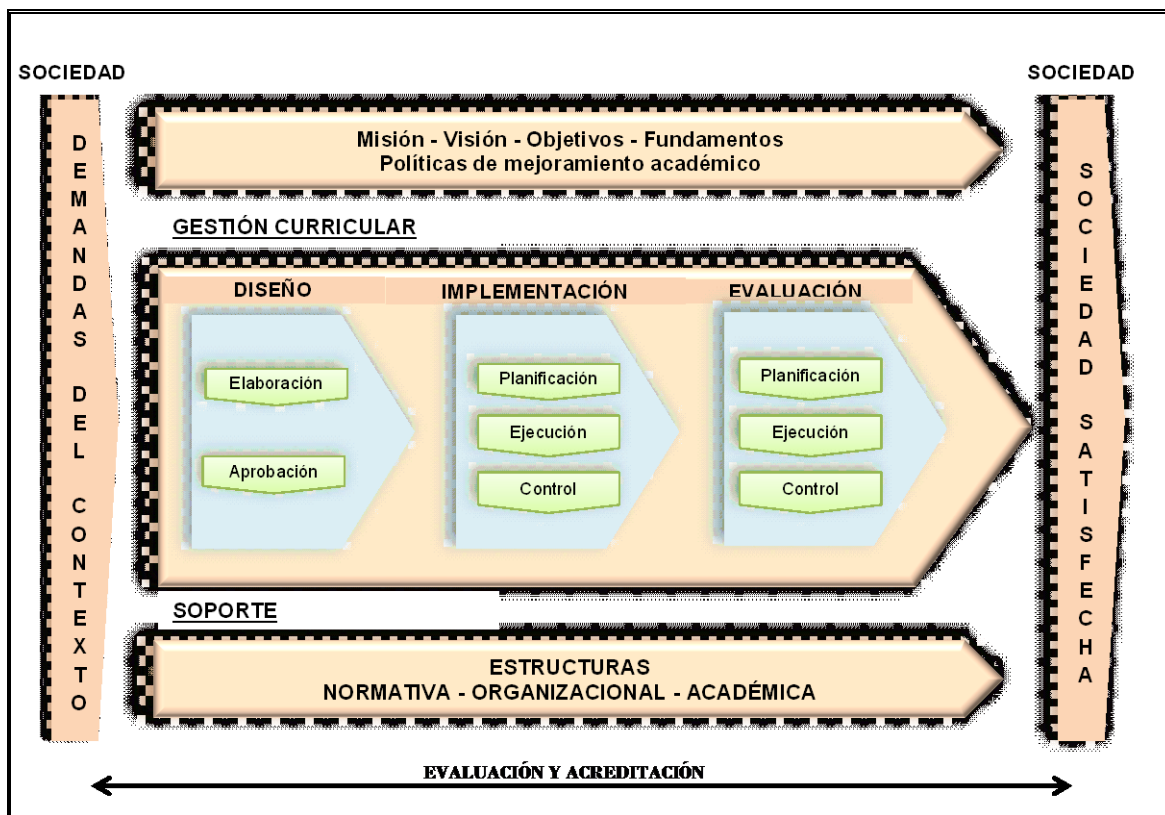 SOCIEDAD
SOCIEDAD
DEMANDAS DEL CONTEXTO
Misión - Visión - Objetivos - Fundamentos
Políticas de mejoramiento académico
GESTIÓN CURRICULAR
DISEÑO
Elaboración
Aprobación
IMPLEMENTACIÓN
Planificación
Ejecución
Control
EVALUACIÓN
Planificación
Ejecución
Control
SOPORTE
ESTRUCTURAS
NORMATIVA - ORGANIZACIONAL - ACADÉMICA
SOCIEDAD SATISFECHA
EVALUACIÓN Y ACREDITACIÓN